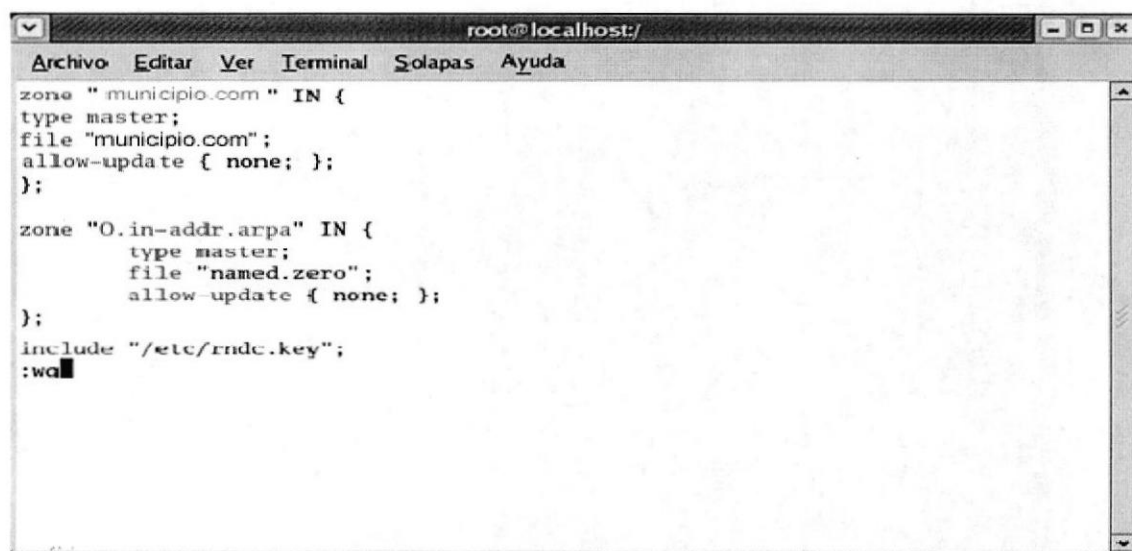 root@localhost:/
Archivo Editar Ver Terminal Solapas Ayuda
zone " municipio.com " IN {
type master;
file "municipio.com";
allow-update { none; };
};
zone "0.in-addr.arpa" IN {
type master;
file "named.zero";
allow-update { none; };
};
include "/etc/rndc.key";
:wq